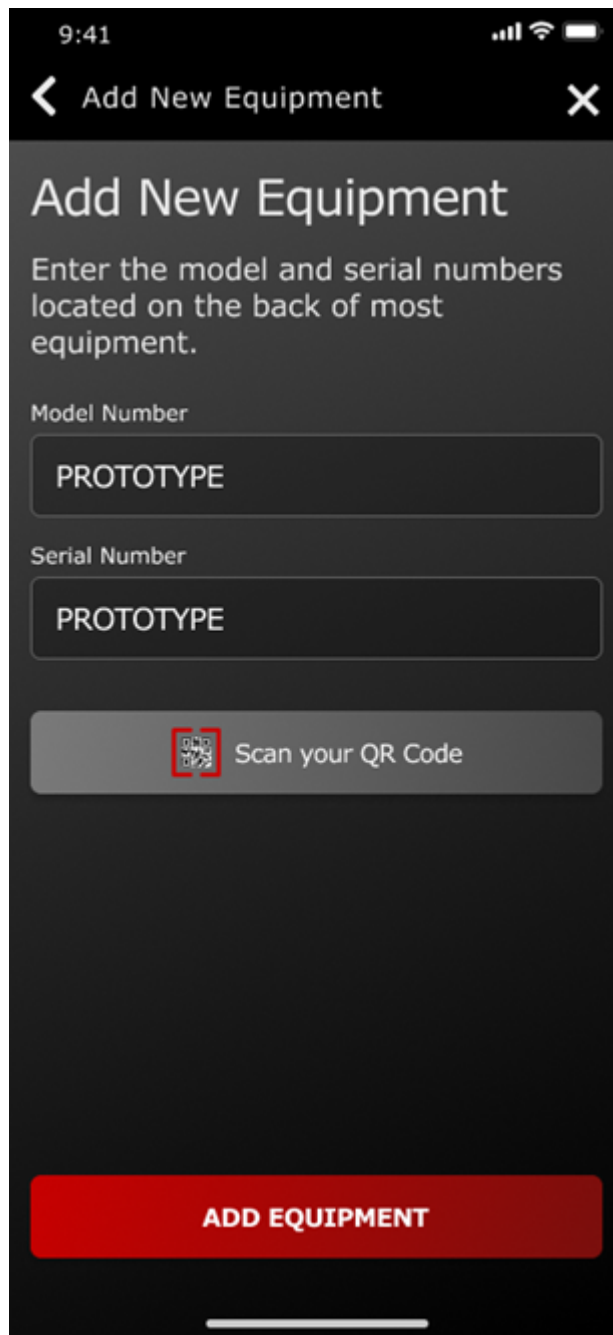 9:41
Add New Equipment
Add New Equipment
Enter the model and serial numbers
located on the back of most
equipment.
Model Number
PROTOTYPE
Serial Number
PROTOTYPE
Scan your QR Code
ADD EQUIPMENT